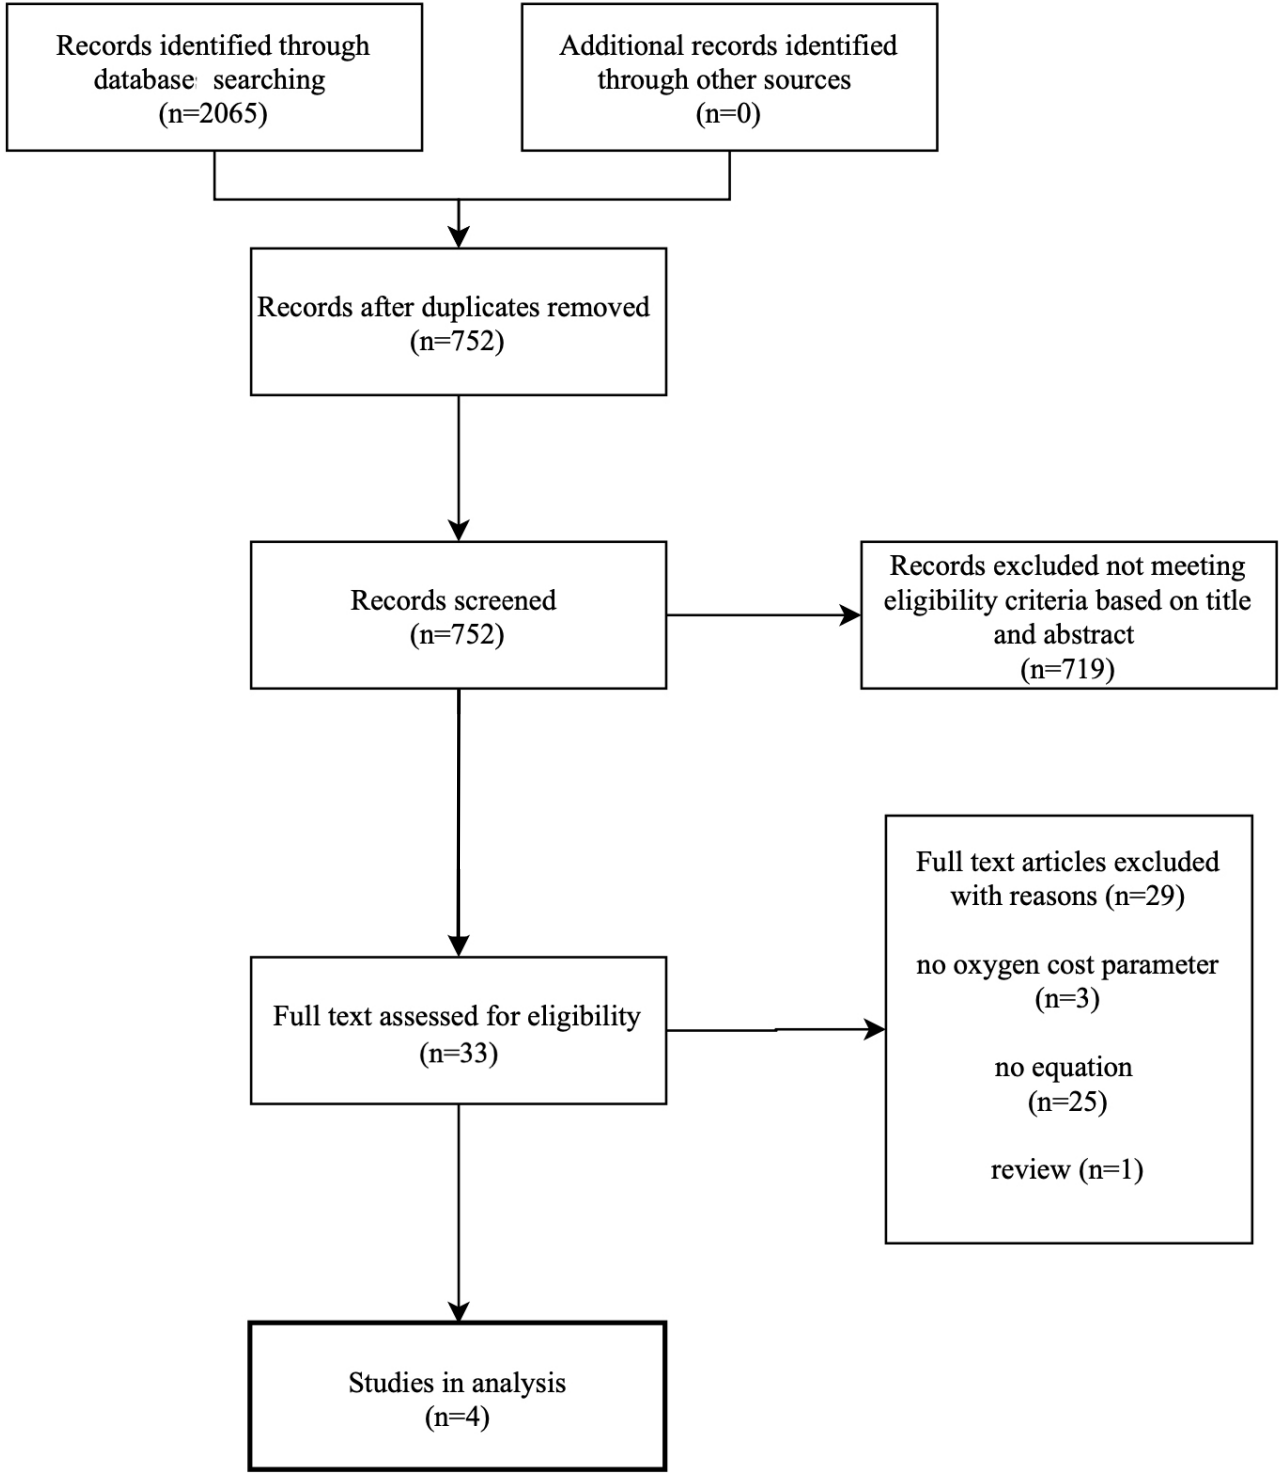 Records identified through
database searching
(n=2065)
Additional records identified
through other sources
(n=0)
Records after duplicates removed
(n=752)
Records screened
(n=752)
Records excluded not meeting
eligibility criteria based on title
and abstract
(n=719)
Full text articles excluded
with reasons (n=29)
no oxygen cost parameter
(n=3)
no equation
(n=25)
review (n=1)
Full text assessed for eligibility
(n=33)
Studies in analysis
(n=4)